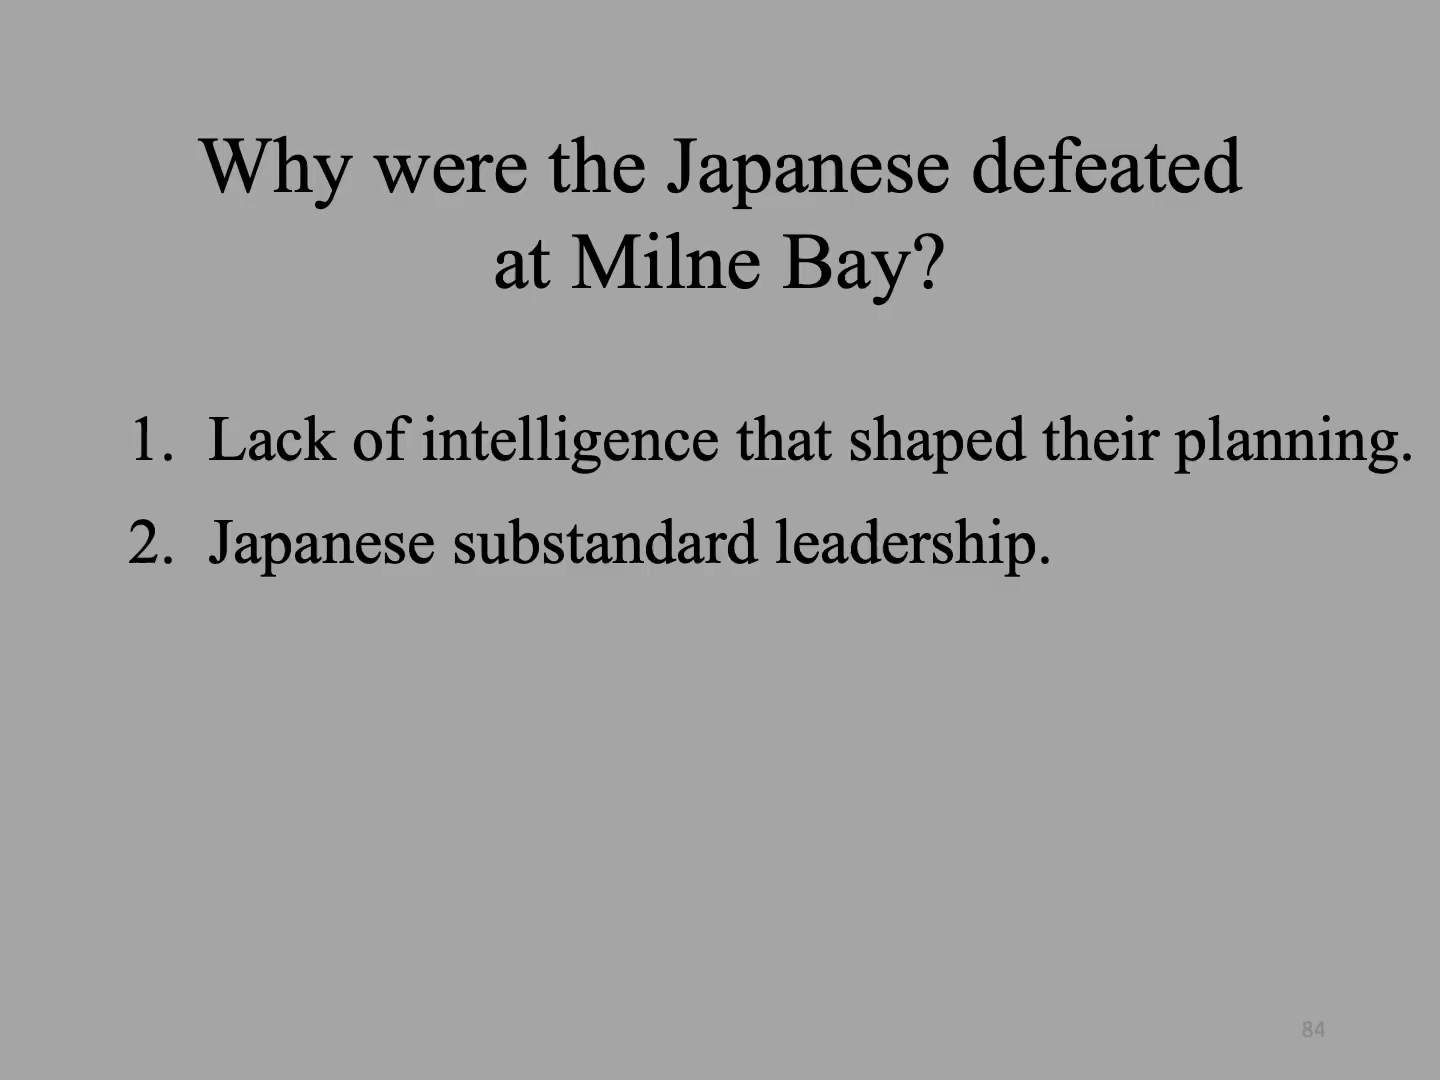 Why were the Japanese defeated
at Milne Bay?
1. Lack of intelligence that shaped their planning.
2. Japanese substandard leadership.
84